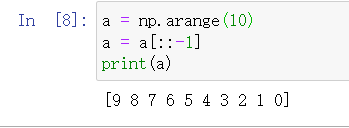 In [8]: a = np.arange(10)
a = a[::-1]
print(a)
[9 8 7 6 5 4 3 2 1 0]